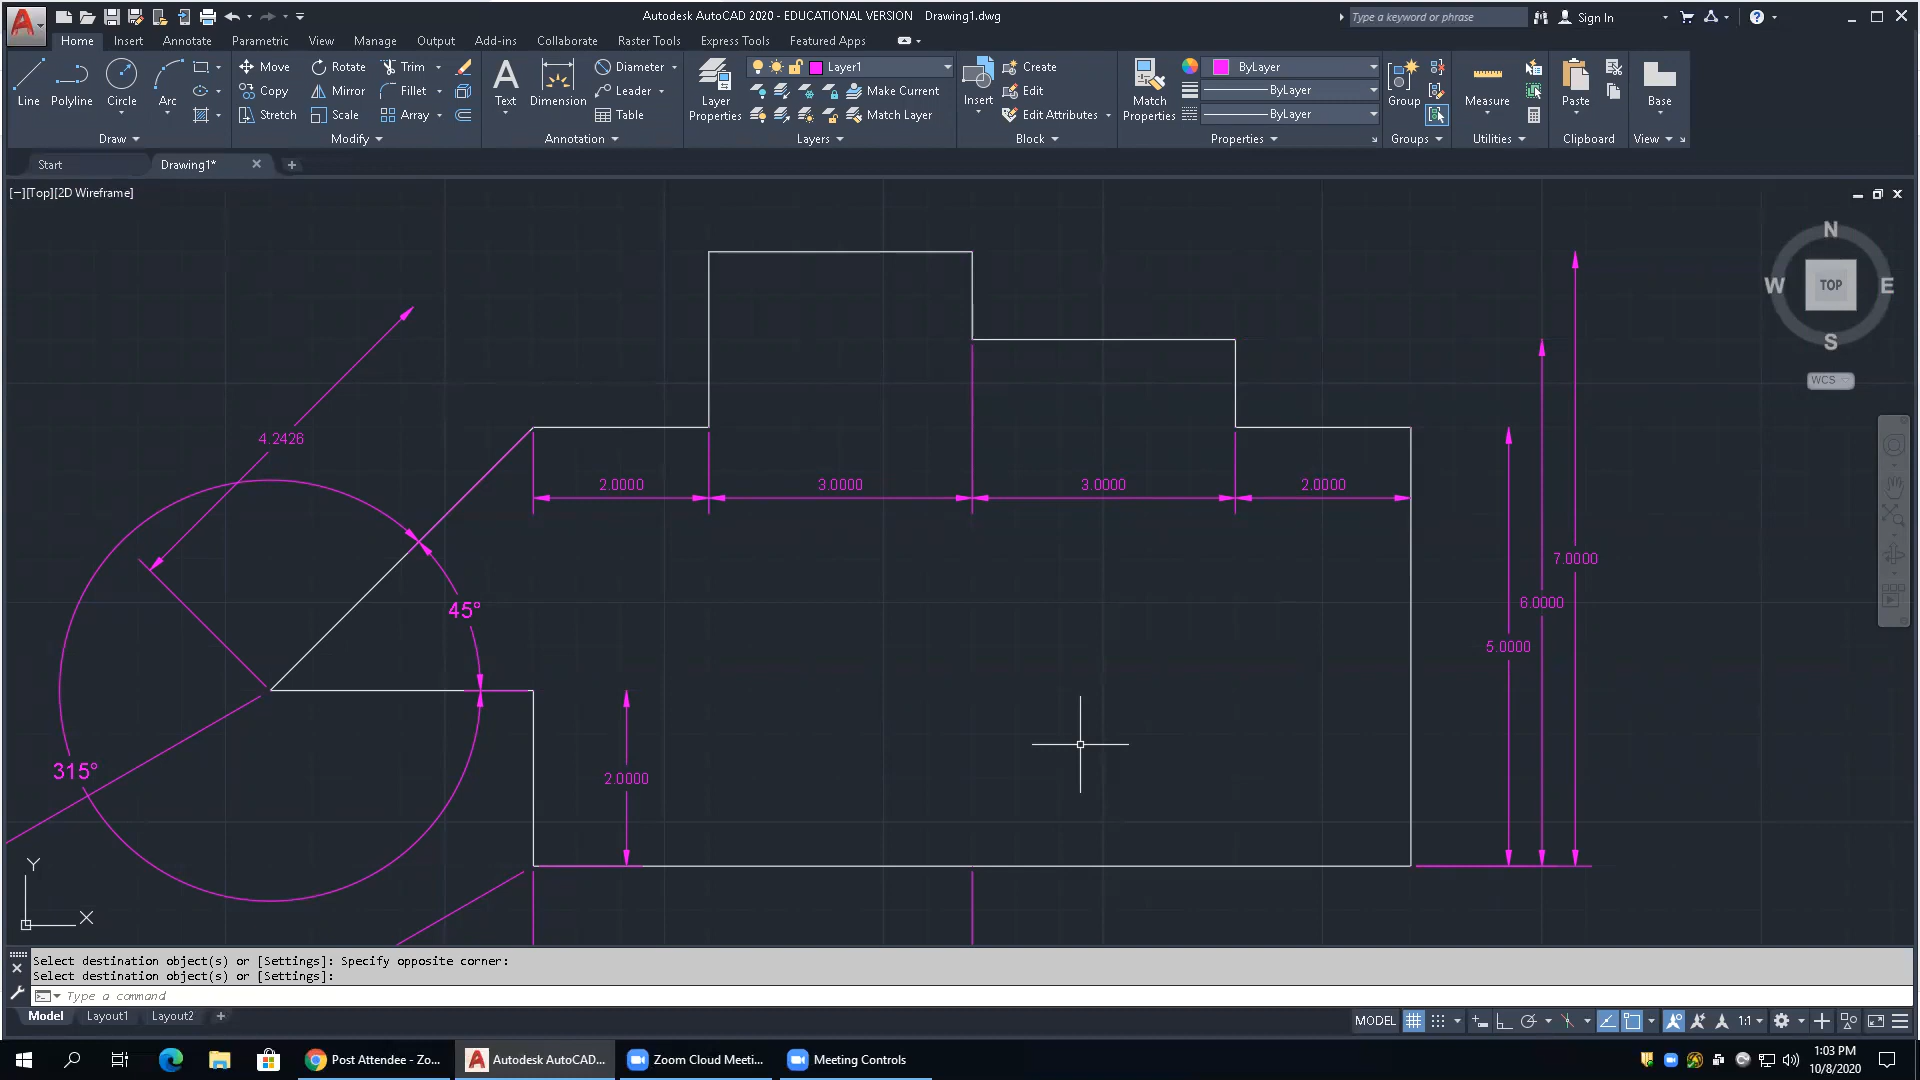 Autodesk AutoCAD 2020 - EDUCATIONAL VERSION Drawing1.dwg
Type a keyword or phrase
Sign In
Home Insert Annotate Parametric View Manage Output Add-ins Collaborate Raster Tools Express Tools Featured Apps
Line Polyline Circle Arc
Draw
Move Rotate Trim
Copy Mirror Fillet
Stretch Scale Array
Modify
Text Dimension
Diameter
Leader
Table
Annotation
Layer Properties
Layer1
Make Current
Match Layer
Layers
Insert
Create
Edit
Edit Attributes
Block
Match Properties
ByLayer
ByLayer
ByLayer
Properties
Group
Groups
Measure
Utilities
Paste
Clipboard
Base
View
Start Drawing1*
[−][Top][2D Wireframe]
N
W TOP E
S
WCS
4.2426
2.0000 3.0000 3.0000 2.0000
7.0000
6.0000
45°
5.0000
315°
2.0000
Y
X
Select destination object(s) or [Settings]: Specify opposite corner:
Select destination object(s) or [Settings]:
Type a command
Model Layout1 Layout2
MODEL 1:1
Post Attendee - Zo... Autodesk AutoCAD... Zoom Cloud Meeti... Meeting Controls
1:03 PM
10/8/2020